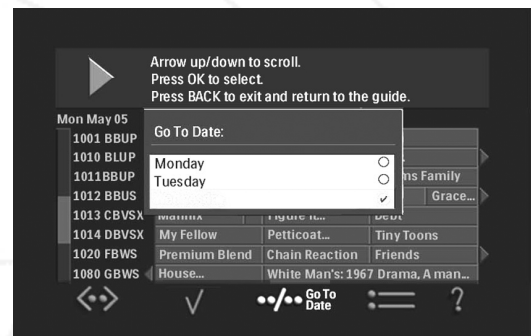 Arrow up/down to scroll.
Press OK to select.
Press BACK to exit and return to the guide.
Mon May 05
Go To Date:
Monday
Tuesday
1001 BBUP
1010 BLUP
1011BBUP
ns Family
1012 BBUS
Grace...
1013 CBVSX
Mannix
Debt
1014 DBVSX
My Fellow
Petticoat...
Tiny Toons
1020 FBWS
Premium Blend
Chain Reaction
Friends
1080 GBWS
House...
White Man's: 1967 Drama, A man...
Go To
Date
?